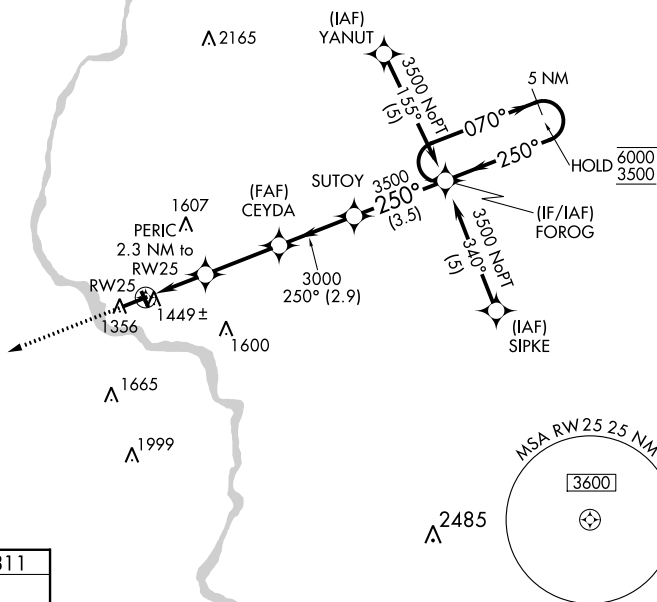 (IAF)
YANUT
2165
3500 NoPT
155°
(5)
5 NM
070°
250°
HOLD 6000
3500
SUTOY
3500
250°
(3.5)
(IF/IAF)
FOROG
(FAF)
CEYDA
1607
PERIC
2.3 NM to
RW25
3000
250° (2.9)
3500 NoPT
340°
(5)
(IAF)
SIPKE
RW25
1356
1449±
1600
1665
1999
MSA RW25 25 NM
3600
2485